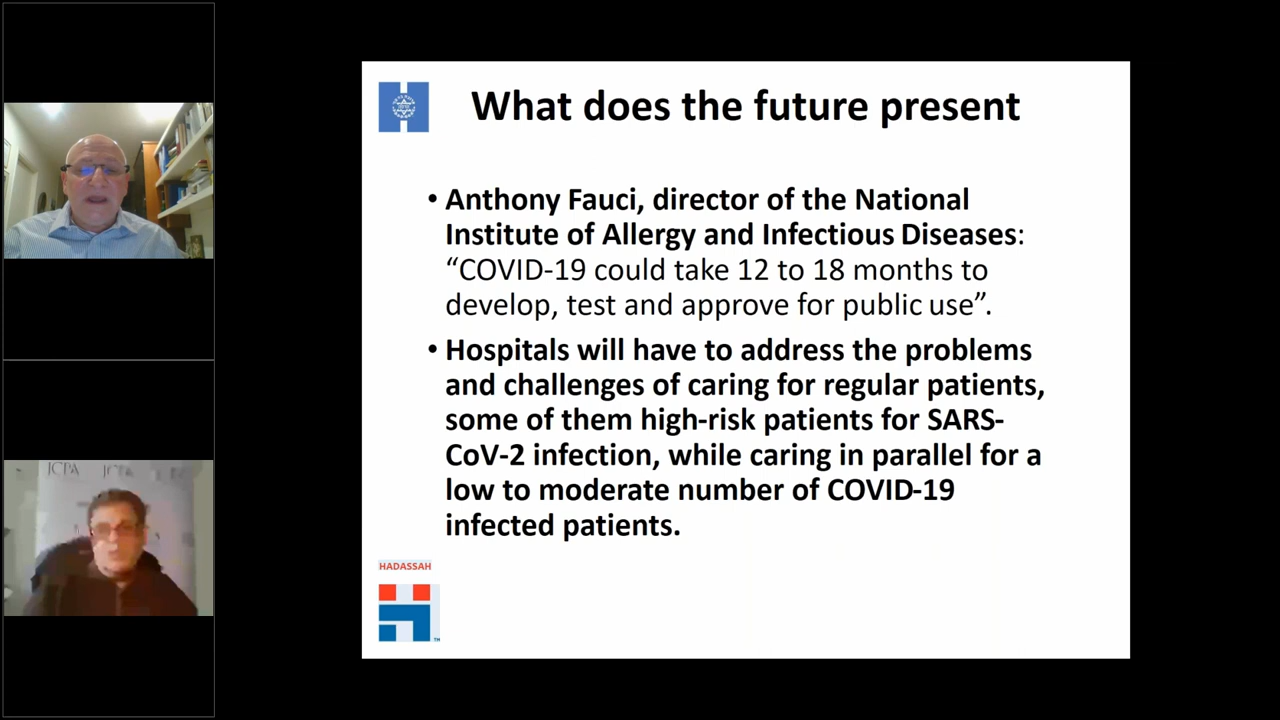 What does the future present
• Anthony Fauci, director of the National
Institute of Allergy and Infectious Diseases:
“COVID-19 could take 12 to 18 months to
develop, test and approve for public use”.
• Hospitals will have to address the problems
and challenges of caring for regular patients,
some of them high-risk patients for SARS-
CoV-2 infection, while caring in parallel for a
low to moderate number of COVID-19
infected patients.
HADASSAH
TM
JCPA